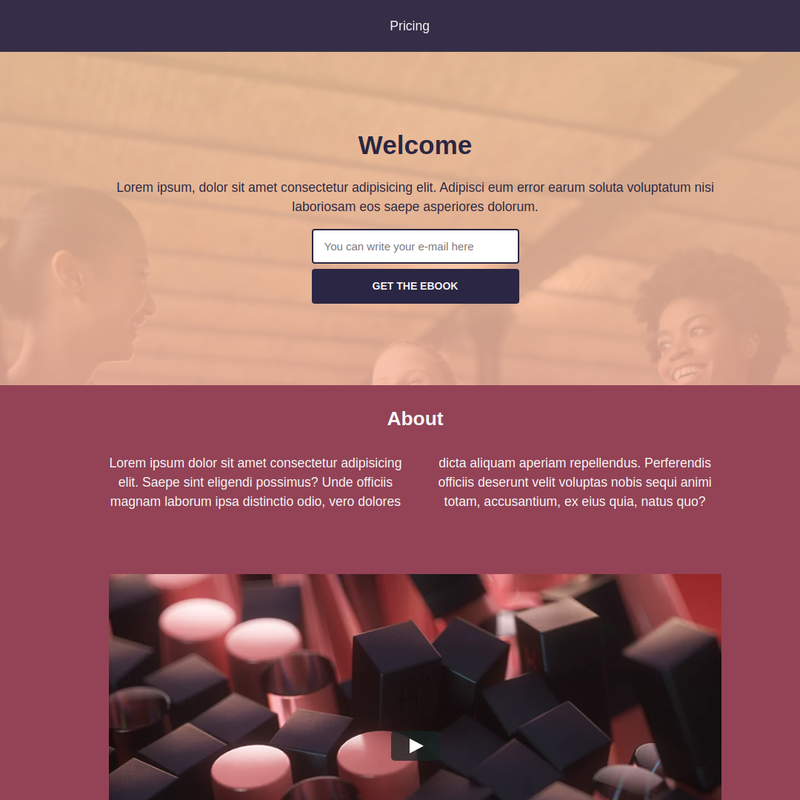 Pricing
Welcome
Lorem ipsum, dolor sit amet consectetur adipisicing elit. Adipisci eum error earum soluta voluptatum nisi
laboriosam eos saepe asperiores dolorum.
You can write your e-mail here
GET THE EBOOK
About
Lorem ipsum dolor sit amet consectetur adipisicing
elit. Saepe sint eligendi possimus? Unde officiis
magnam laborum ipsa distinctio odio, vero dolores
dicta aliquam aperiam repellendus. Perferendis
officiis deserunt velit voluptas nobis sequi animi
totam, accusantium, ex eius quia, natus quo?